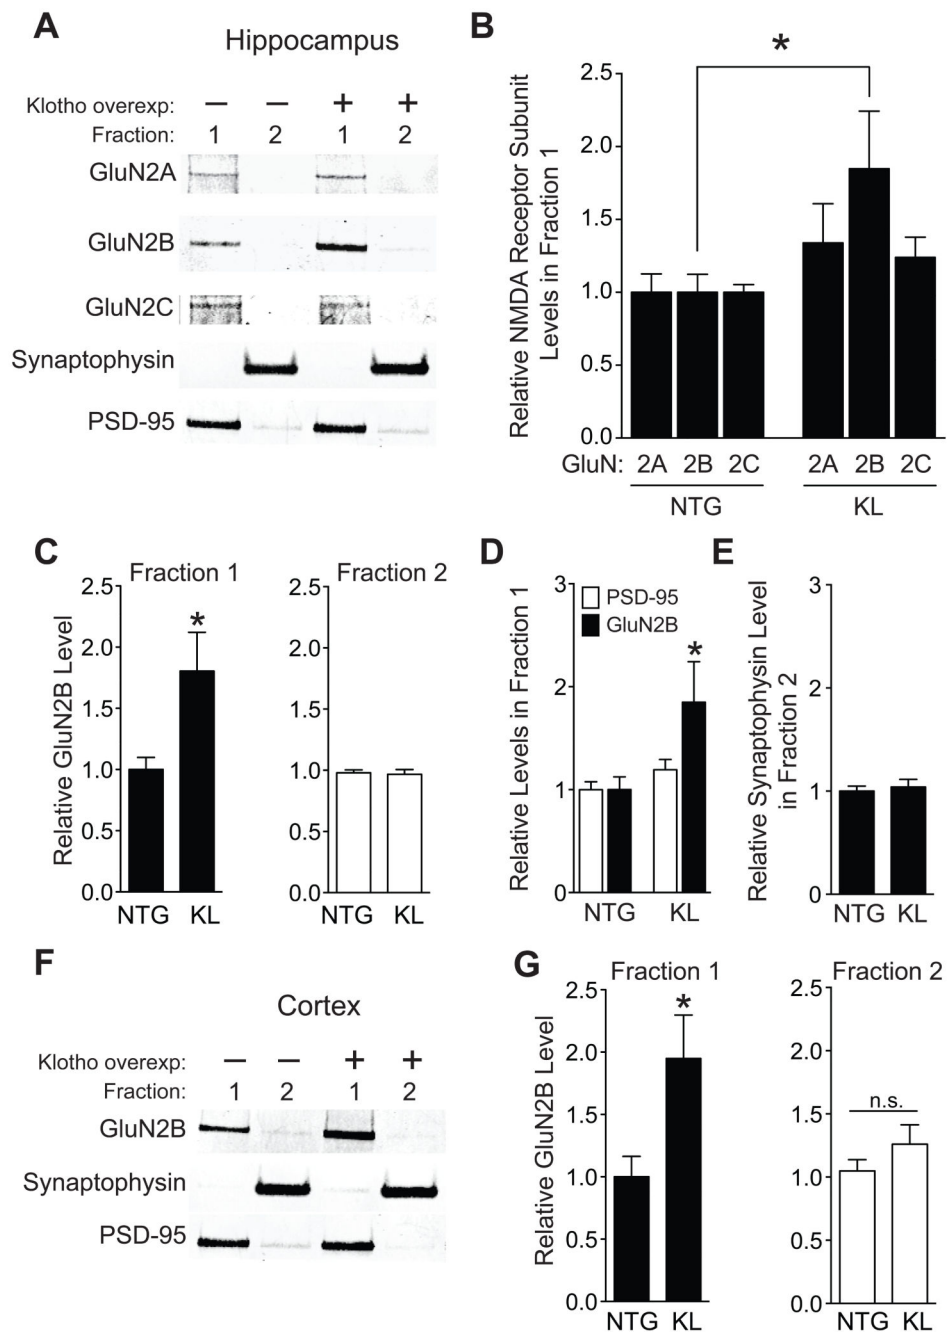 A
Hippocampus
Klotho overexp: – – + +
Fraction: 1 2 1 2
GluN2A
GluN2B
GluN2C
Synaptophysin
PSD-95
B
*
Relative NMDA Receptor Subunit
Levels in Fraction 1
2.5
2.0
1.5
1.0
0.5
0.0
GluN: 2A 2B 2C 2A 2B 2C
NTG KL
C
Fraction 1 Fraction 2
Relative GluN2B Level
2.5
2.0
1.5
1.0
0.5
0.0
*
NTG KL
2.5
2.0
1.5
1.0
0.5
0.0
NTG KL
D
Relative Levels in Fraction 1
3
2
1
0
PSD-95
GluN2B
*
NTG KL
E
Relative Synaptophysin Level
in Fraction 2
3
2
1
0
NTG KL
F
Cortex
Klotho overexp: – – + +
Fraction: 1 2 1 2
GluN2B
Synaptophysin
PSD-95
G
Fraction 1 Fraction 2
Relative GluN2B Level
2.5
2.0
1.5
1.0
0.5
0.0
*
NTG KL
2.5
2.0
1.5
1.0
0.5
0.0
n.s.
NTG KL